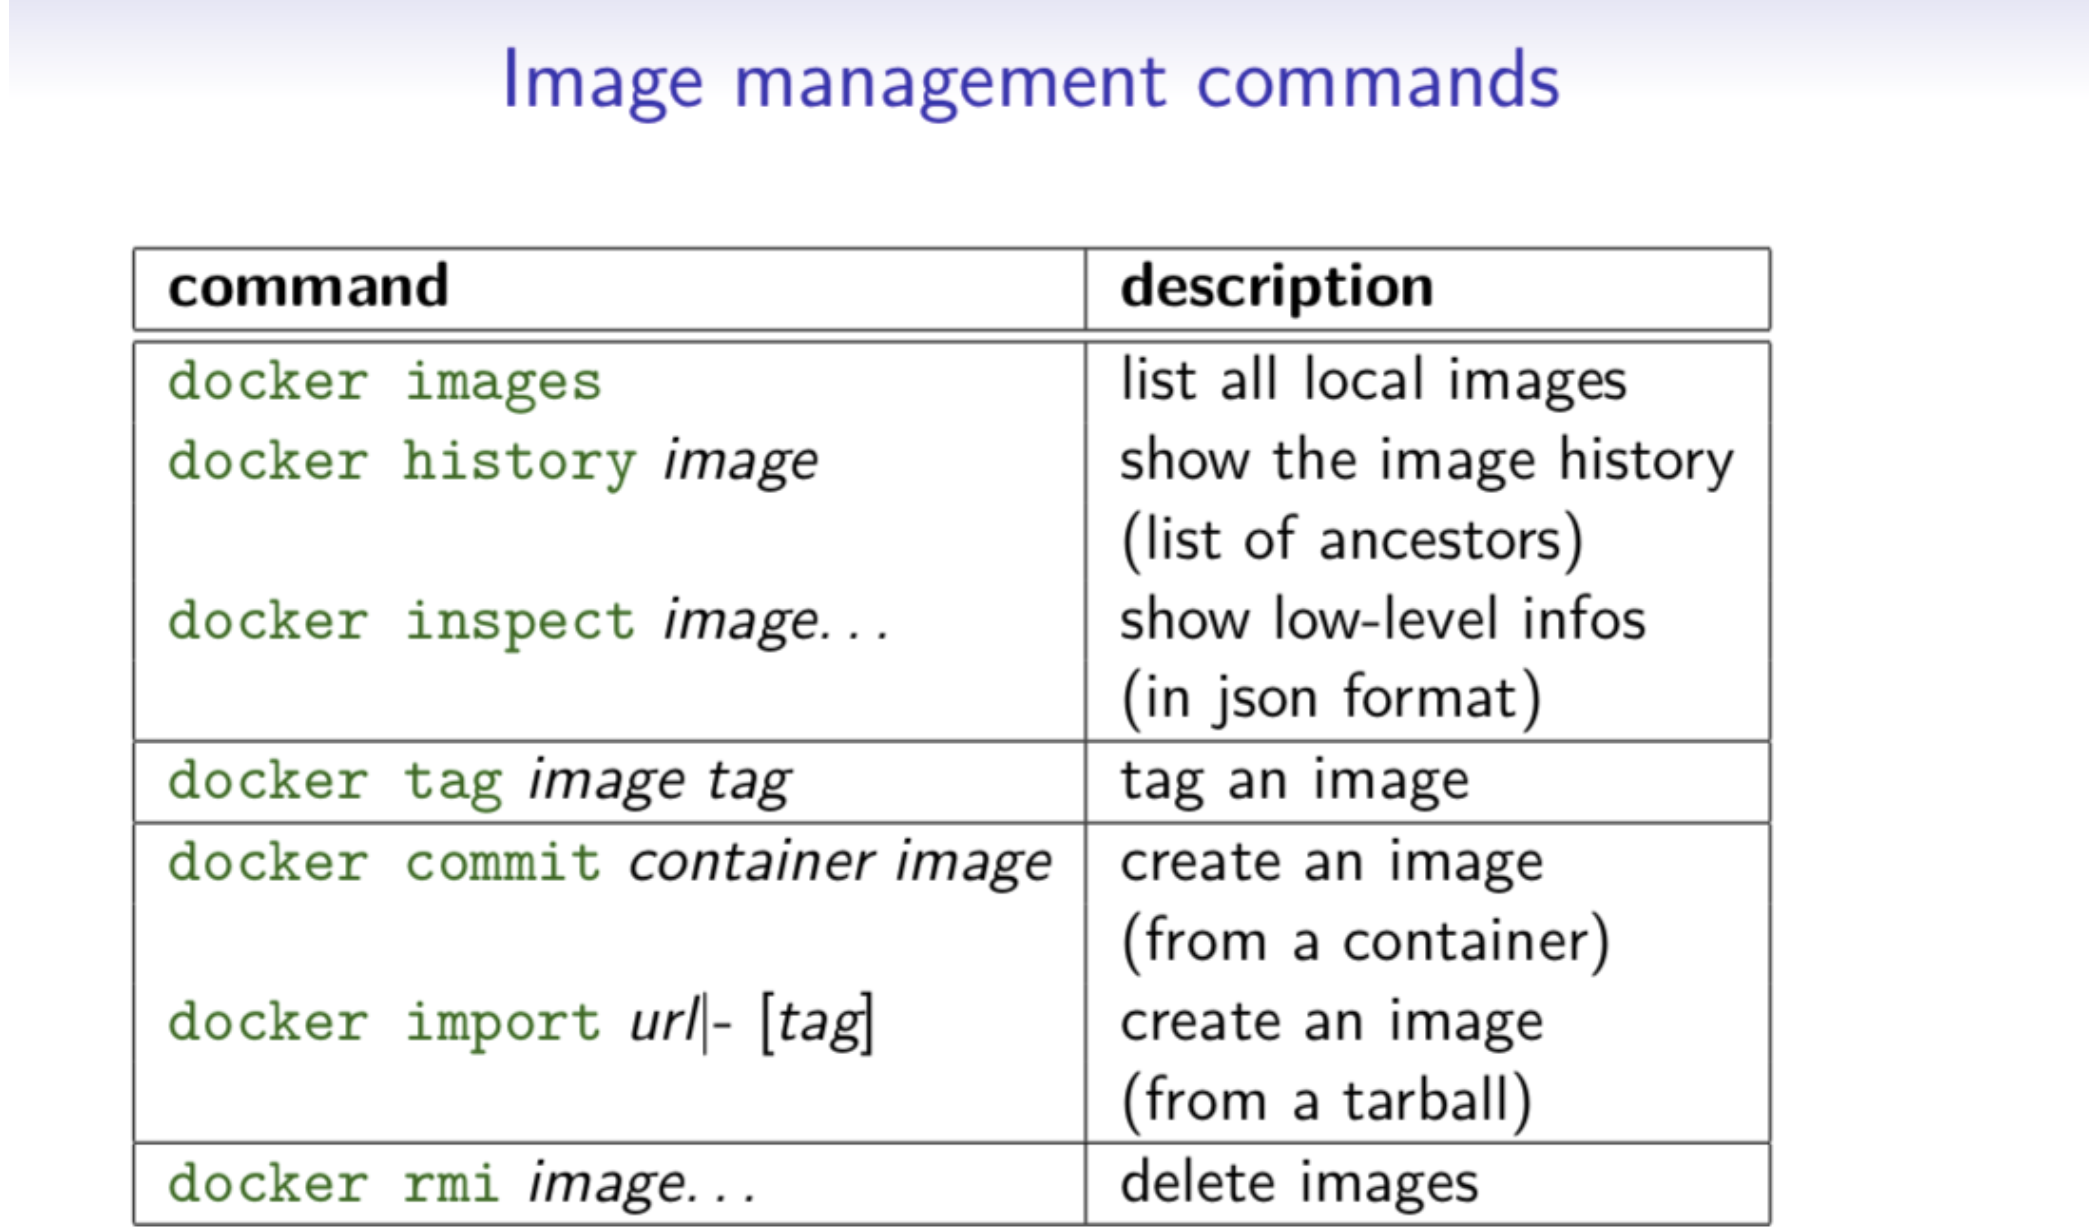 Image management commands
command description
docker images list all local images
docker history image show the image history
(list of ancestors)
docker inspect image... show low-level infos
(in json format)
docker tag image tag tag an image
docker commit container image create an image
(from a container)
docker import url|- [tag] create an image
(from a tarball)
docker rmi image... delete images